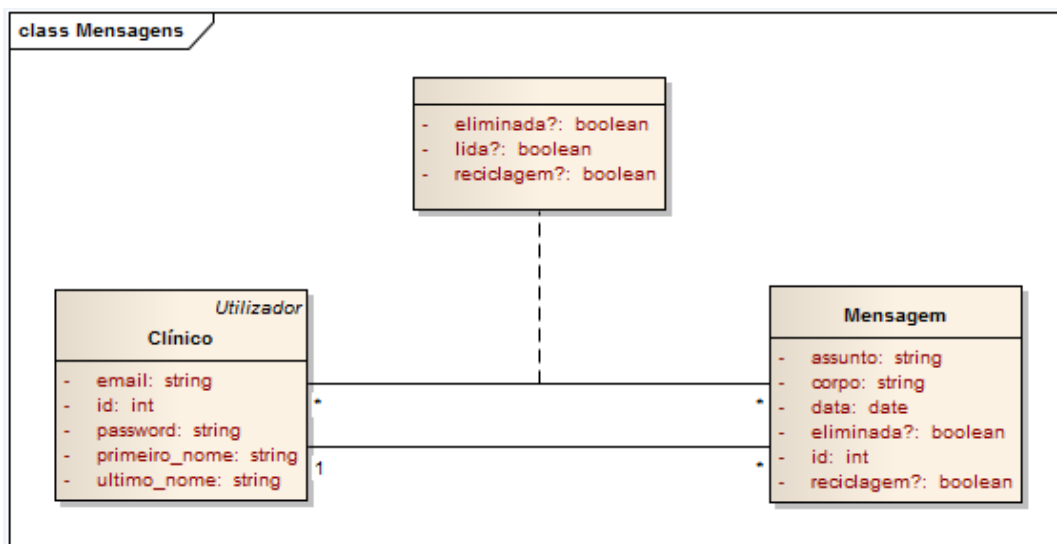 class Mensagens
- eliminada?: boolean
- lida?: boolean
- reciclagem?: boolean
Utilizador
Clínico
- email: string
- id: int
- password: string
- primeiro_nome: string
- ultimo_nome: string
Mensagem
- assunto: string
- corpo: string
- data: date
- eliminada?: boolean
- id: int
- reciclagem?: boolean
* *
1 *